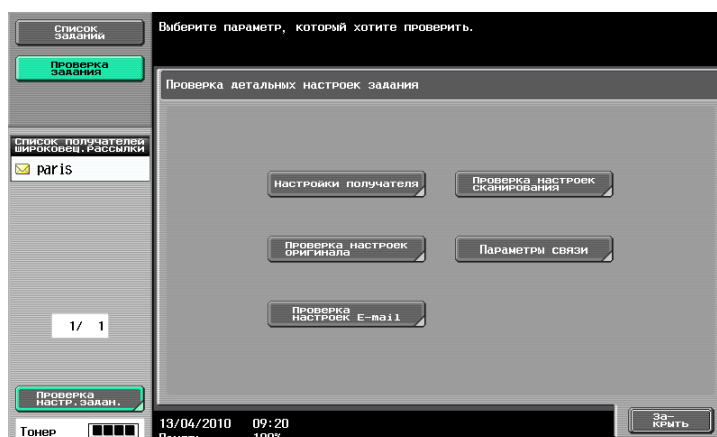 Список
заданий
Выберите параметр, который хотите проверить.
Проверка
задания
Проверка детальных настроек задания
Список получателей
широковещ.рассылки
paris
Настройки получателя
Проверка настроек
сканирования
Проверка настроек
оригинала
Параметры связи
Проверка
настроек E-mail
1/ 1
Проверка
настр.задан.
Тонер
13/04/2010 09:20
Память 100%
За-
крыть